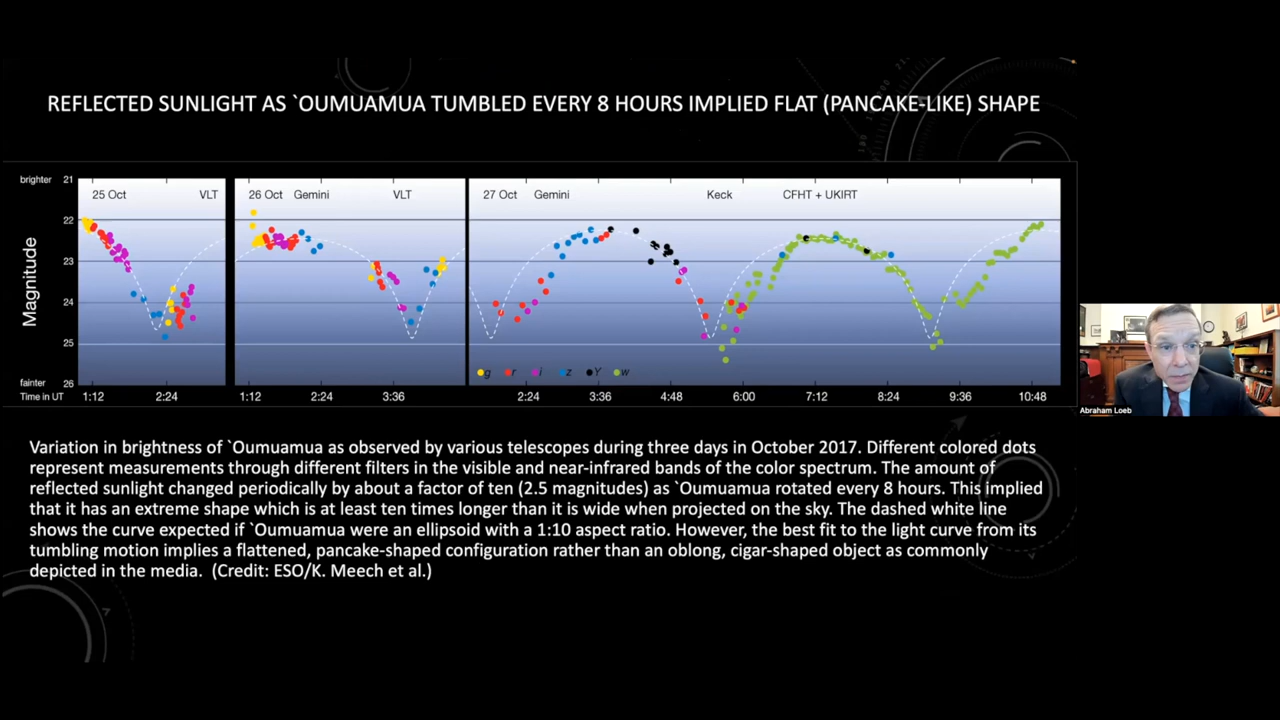 REFLECTED SUNLIGHT AS `OUMUAMUA TUMBLED EVERY 8 HOURS IMPLIED FLAT (PANCAKE-LIKE) SHAPE
brighter 21
25 Oct VLT
26 Oct Gemini VLT
27 Oct Gemini Keck CFHT + UKIRT
22
23
Magnitude
24
25
g r i z Y w
fainter 26
Time in UT 1:12 2:24 1:12 2:24 3:36 2:24 3:36 4:48 6:00 7:12 8:24 9:36 10:48
Abraham Loeb
Variation in brightness of `Oumuamua as observed by various telescopes during three days in October 2017. Different colored dots
represent measurements through different filters in the visible and near-infrared bands of the color spectrum. The amount of
reflected sunlight changed periodically by about a factor of ten (2.5 magnitudes) as `Oumuamua rotated every 8 hours. This implied
that it has an extreme shape which is at least ten times longer than it is wide when projected on the sky. The dashed white line
shows the curve expected if `Oumuamua were an ellipsoid with a 1:10 aspect ratio. However, the best fit to the light curve from its
tumbling motion implies a flattened, pancake-shaped configuration rather than an oblong, cigar-shaped object as commonly
depicted in the media. (Credit: ESO/K. Meech et al.)